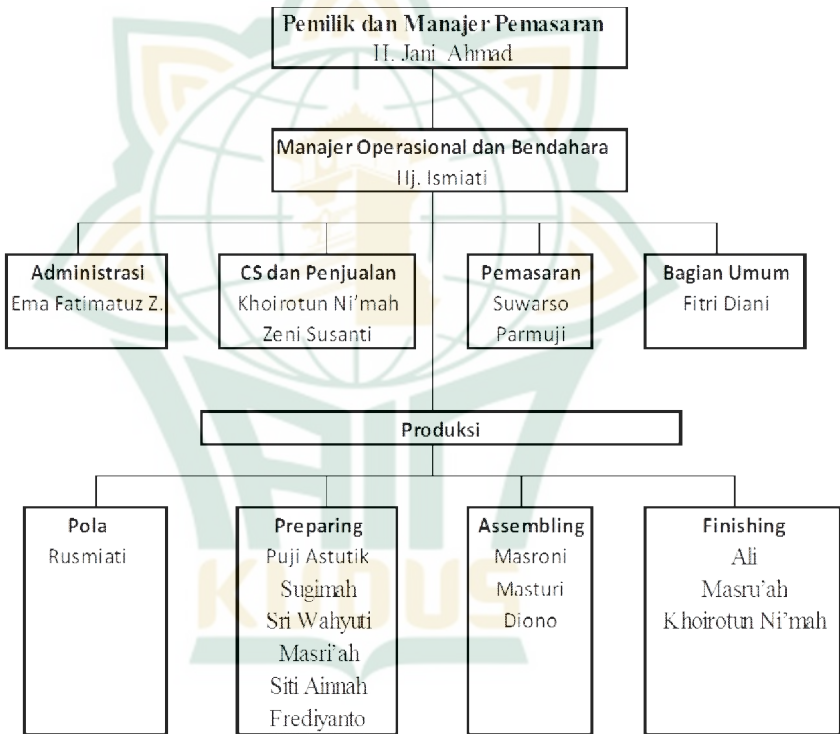 Pemilik dan Manajer Pemasaran
H. Jani Ahmad
Manajer Operasional dan Bendahara
Hj. Ismiati
Administrasi
Ema Fatimatuz Z.
CS dan Penjualan
Khoirotun Ni’mah
Zeni Susanti
Pemasaran
Suwarso
Parmuji
Bagian Umum
Fitri Diani
Produksi
Pola
Rusmiati
Preparing
Puji Astutik
Sugimah
Sri Wahyuti
Masri’ah
Siti Ainnah
Frediyanto
Assembling
Masroni
Masturi
Diono
Finishing
Ali
Masru’ah
Khoirotun Ni’mah
KUDUS